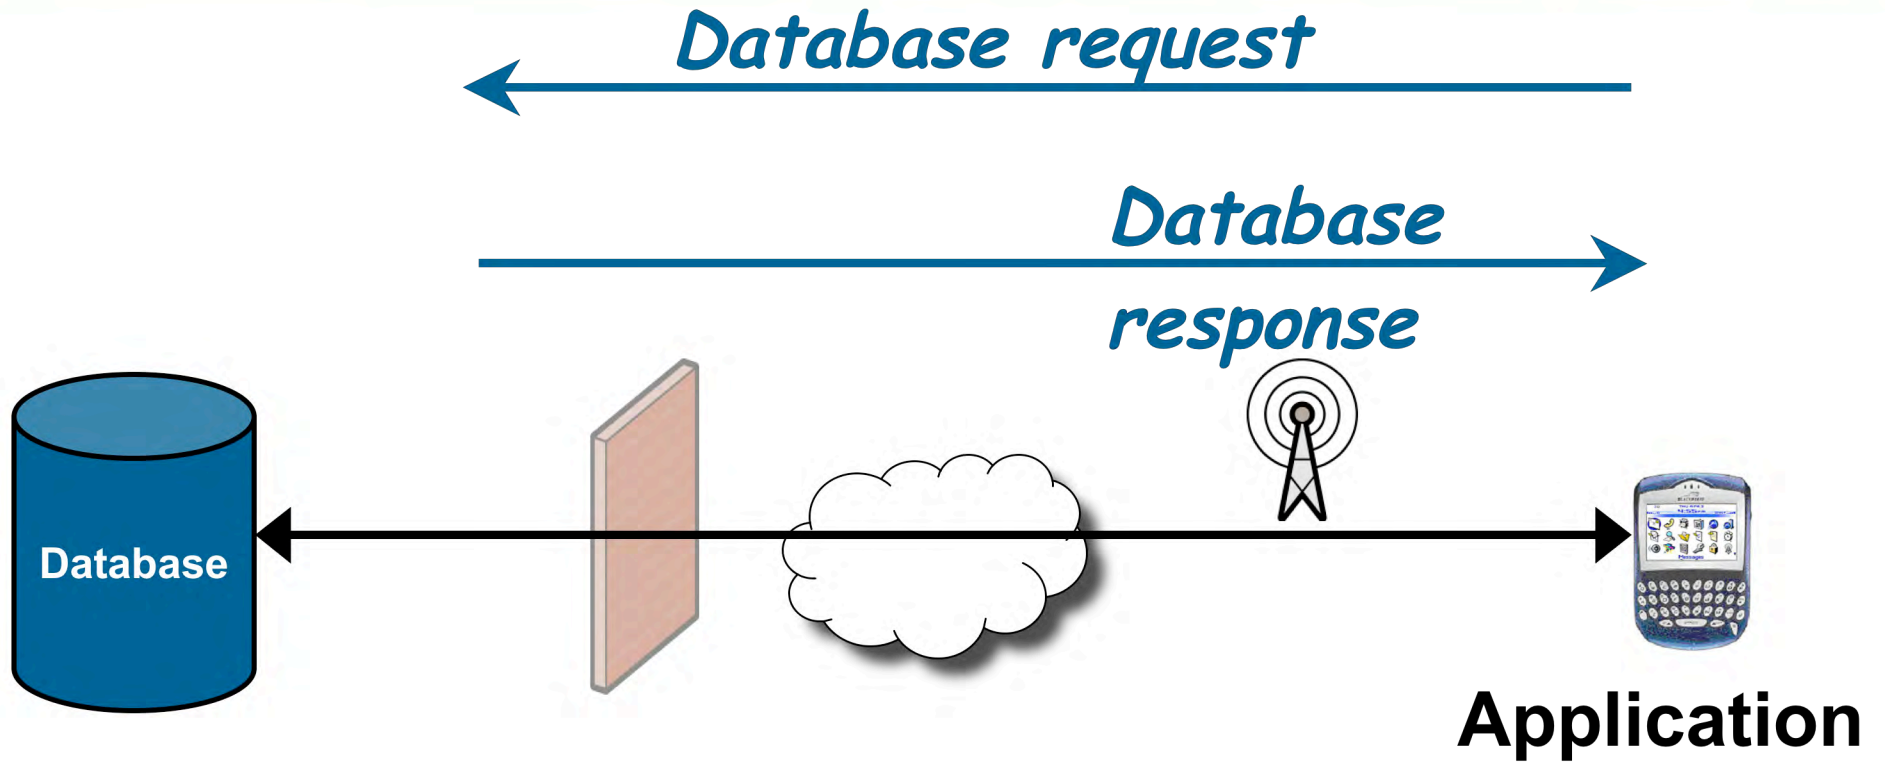 Database request
Database
response
Database
Application